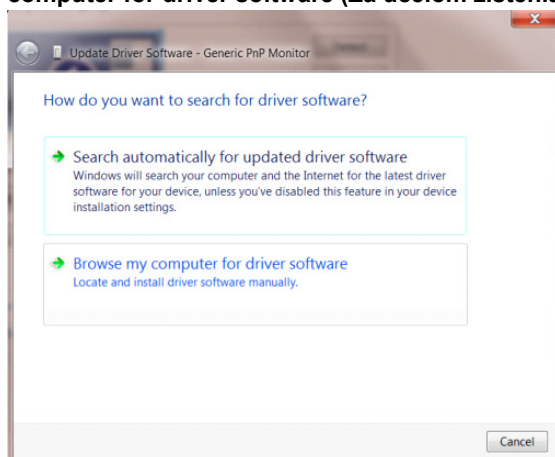 computer for driver software (Za
Update Driver Software - Generic PnP Monitor
How do you want to search for driver software?
Search automatically for updated driver software
Windows will search your computer and the Internet for the latest driver
software for your device, unless you've disabled this feature in your device
installation settings.
Browse my computer for driver software
Locate and install driver software manually.
Cancel